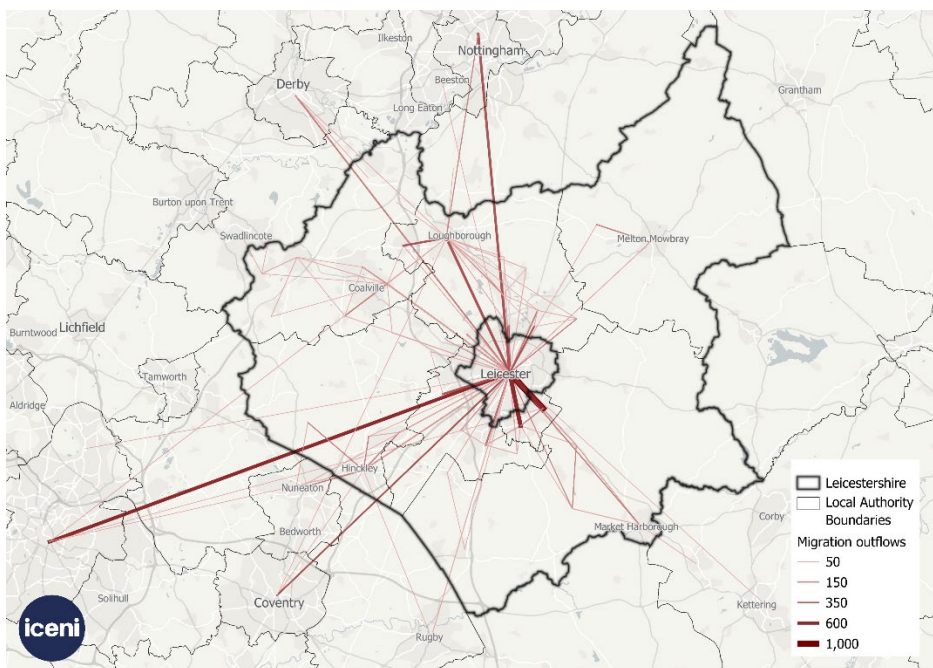 Ilkeston
Nottingham
Grantham
Derby
Beeston
Long Eaton
Burton upon Trent
Swadlincote
Loughborough
Melton Mowbray
Coalville
Burntwood
Lichfield
Tamworth
Leicester
Aldridge
Hinckley
Nuneaton
Bedworth
Market Harborough
Corby
Solihull
Coventry
Kettering
Rugby
iceni
Leicestershire
Local Authority
Boundaries
Migration outflows
50
150
350
600
1,000